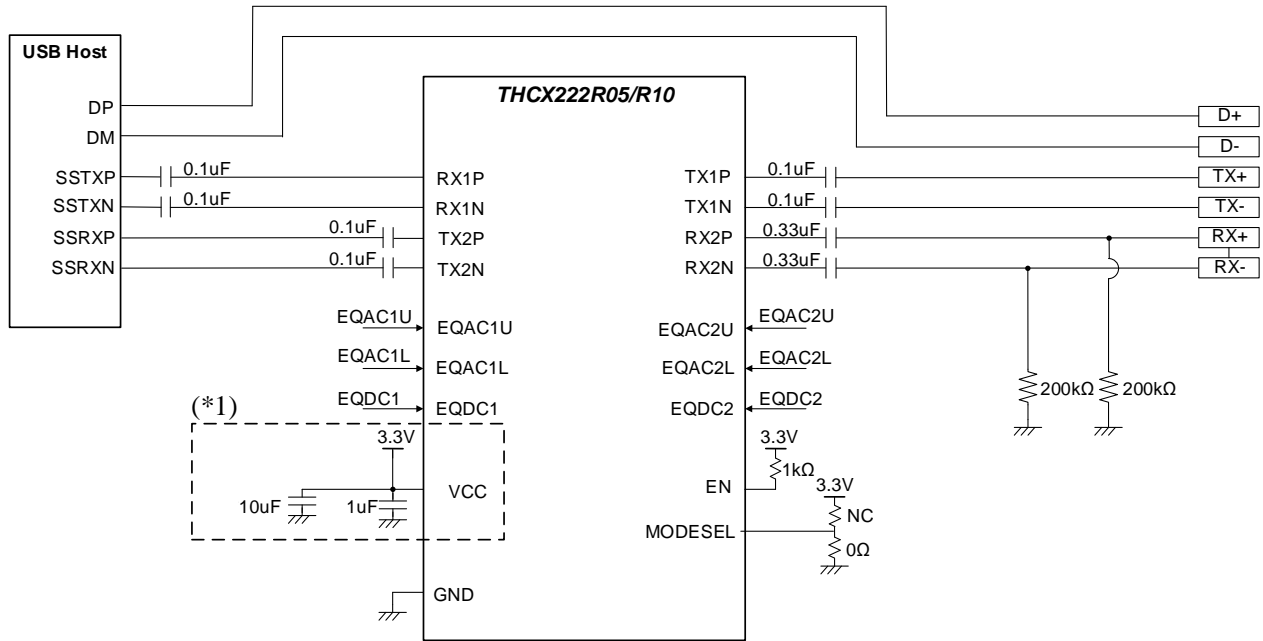 USB Host
DP
DM
SSTXP
SSTXN
SSRXP
SSRXN
0.1uF
0.1uF
0.1uF
0.1uF
THCX222R05/R10
RX1P
RX1N
TX2P
TX2N
TX1P
TX1N
RX2P
RX2N
0.1uF
0.1uF
0.33uF
0.33uF
D+
D-
TX+
TX-
RX+
RX-
EQAC1U
EQAC1U
EQAC1L
EQAC1L
EQDC1
EQDC1
EQAC2U
EQAC2U
EQAC2L
EQAC2L
EQDC2
EQDC2
200kΩ
200kΩ
(*1)
3.3V
10uF
1uF
VCC
GND
3.3V
1kΩ
EN
3.3V
NC
MODESEL
0Ω